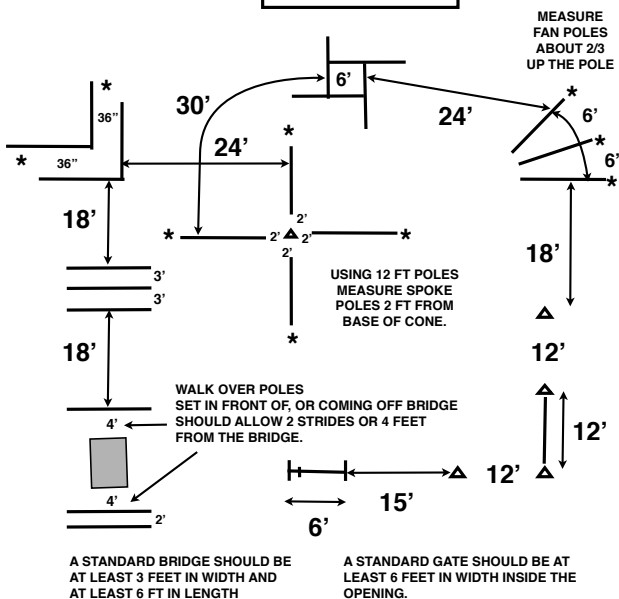 MEASURE
FAN POLES
ABOUT 2/3
UP THE POLE
*
36”
*
36”
30’
24’
*
6’
24’
*
6’
*
6’
*
18’
*
2’
2’
2’
2’
*
*
18’
3’
3’
USING 12 FT POLES
MEASURE SPOKE
POLES 2 FT FROM
BASE OF CONE.
18’
12’
WALK OVER POLES
SET IN FRONT OF, OR COMING OFF BRIDGE
SHOULD ALLOW 2 STRIDES OR 4 FEET
FROM THE BRIDGE.
4’
4’
2’
12’
12’
15’
6’
A STANDARD BRIDGE SHOULD BE
AT LEAST 3 FEET IN WIDTH AND
AT LEAST 6 FT IN LENGTH
A STANDARD GATE SHOULD BE AT
LEAST 6 FEET IN WIDTH INSIDE THE
OPENING.